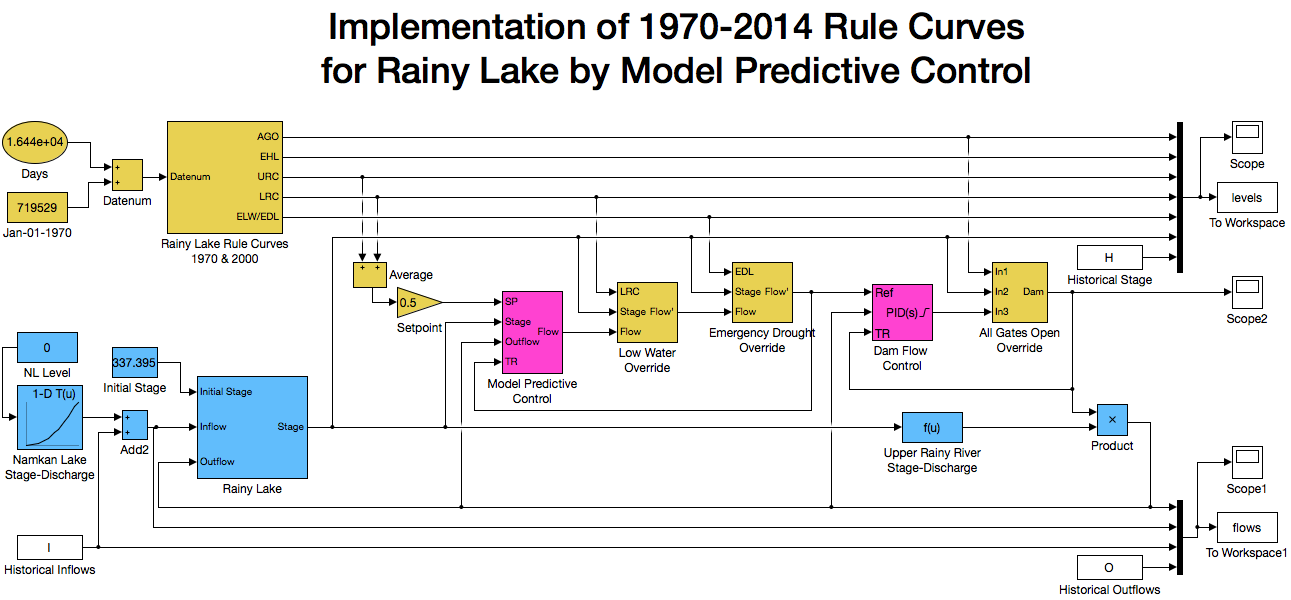 Implementation of 1970-2014 Rule Curves
for Rainy Lake by Model Predictive Control
1.644e+04
Days
719529
Jan-01-1970
+
+
Datenum
Datenum
AGO
EHL
URC
LRC
ELW/EDL
Rainy Lake Rule Curves
1970 & 2000
+ +
Average
0.5
Setpoint
SP
Stage
Outflow
TR
Flow
Model Predictive
Control
LRC
Stage Flow'
Flow
Low Water
Override
EDL
Stage Flow'
Flow
Emergency Drought
Override
Ref
PID(s)
TR
Dam Flow
Control
In1
In2
In3
Dam
All Gates Open
Override
H
Historical Stage
Scope
levels
To Workspace
Scope2
0
NL Level
1-D T(u)
Namkan Lake
Stage-Discharge
337.395
Initial Stage
+
+
Add2
Initial Stage
Inflow
Outflow
Stage
Rainy Lake
f(u)
Upper Rainy River
Stage-Discharge
×
Product
I
Historical Inflows
O
Historical Outflows
Scope1
flows
To Workspace1